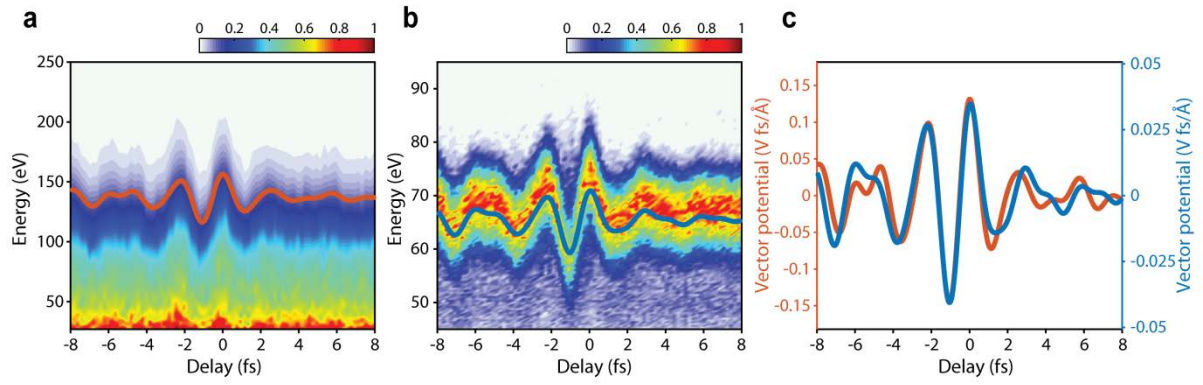 a
0 0.2 0.4 0.6 0.8 1
250
200
150
100
50
Energy (eV)
-8 -6 -4 -2 0 2 4 6 8
Delay (fs)
b
0 0.2 0.4 0.6 0.8 1
90
80
70
60
50
Energy (eV)
-8 -6 -4 -2 0 2 4 6 8
Delay (fs)
c
0.15
0.1
0.05
0
-0.05
-0.1
-0.15
Vector potential (V fs/Å)
0.05
0.025
0
-0.025
-0.05
Vector potential (V fs/Å)
-8 -6 -4 -2 0 2 4 6 8
Delay (fs)